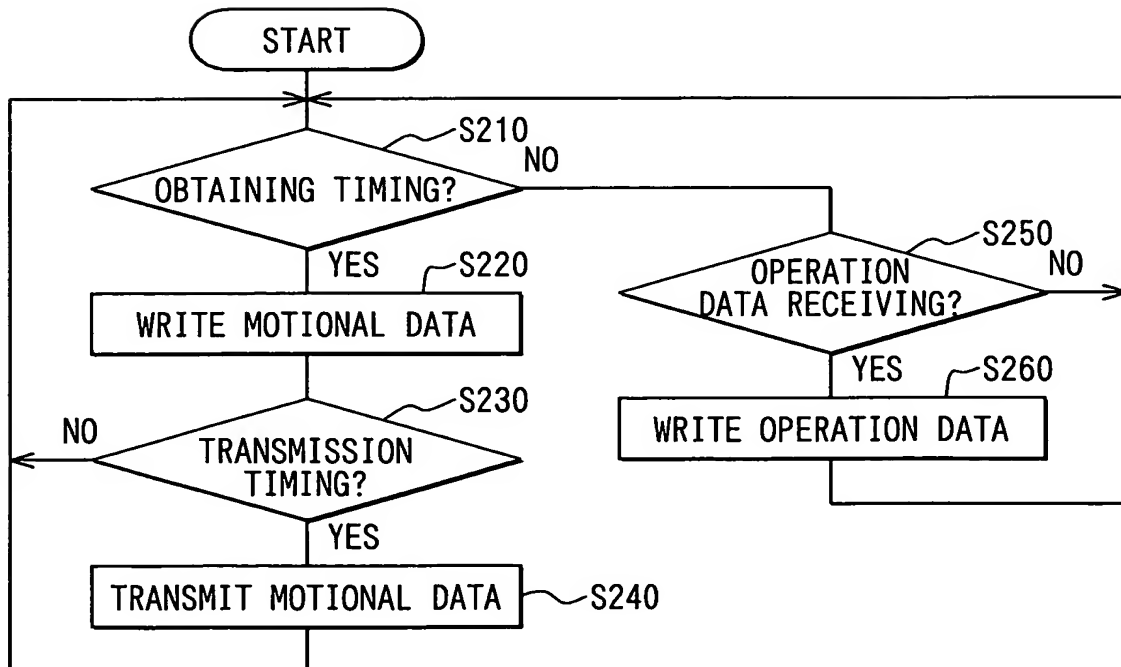 START
S210
OBTAINING TIMING?
NO
YES
S220
WRITE MOTIONAL DATA
S230
NO
TRANSMISSION
TIMING?
YES
TRANSMIT MOTIONAL DATA
S240
S250
OPERATION
DATA RECEIVING?
NO
YES
S260
WRITE OPERATION DATA